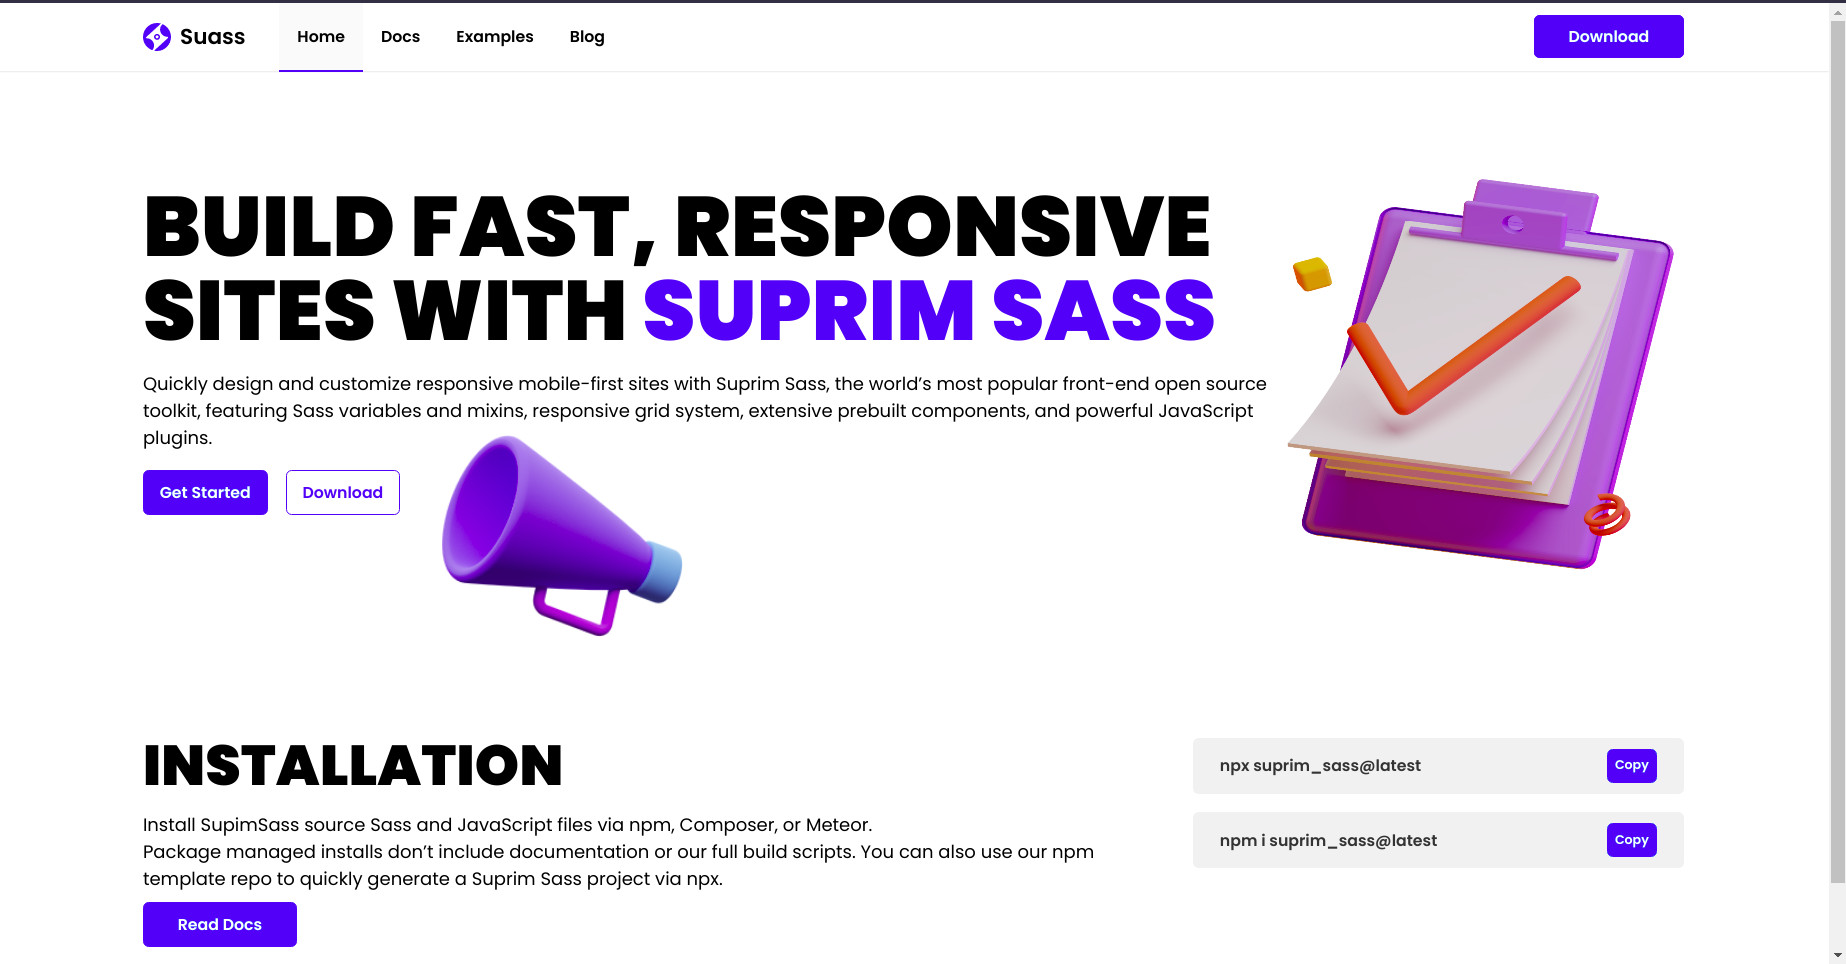 Suass
Home
Docs
Examples
Blog
Download
BUILD FAST, RESPONSIVE
SITES WITH SUPRIM SASS
Quickly design and customize responsive mobile-first sites with Suprim Sass, the world’s most popular front-end open source
toolkit, featuring Sass variables and mixins, responsive grid system, extensive prebuilt components, and powerful JavaScript
plugins.
Get Started
Download
INSTALLATION
Install SupimSass source Sass and JavaScript files via npm, Composer, or Meteor.
Package managed installs don’t include documentation or our full build scripts. You can also use our npm
template repo to quickly generate a Suprim Sass project via npx.
Read Docs
npx suprim_sass@latest
Copy
npm i suprim_sass@latest
Copy